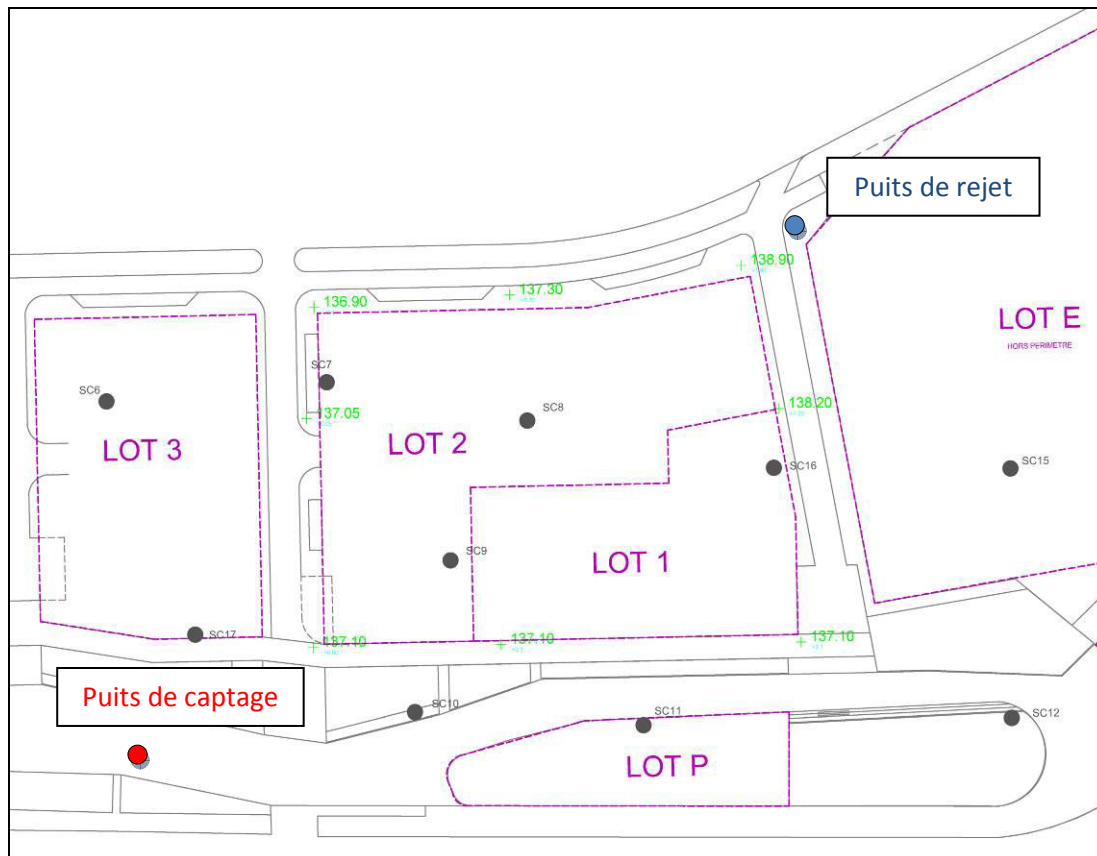 Puits de rejet
138.90
137.30
136.90
LOT E
HORS PERIMETRE
SC7
SC6
138.20
137.05
SC8
LOT 3
LOT 2
SC16
SC15
SC9
LOT 1
SC17
137.10
137.10
137.10
Puits de captage
SC10
SC11
SC12
LOT P